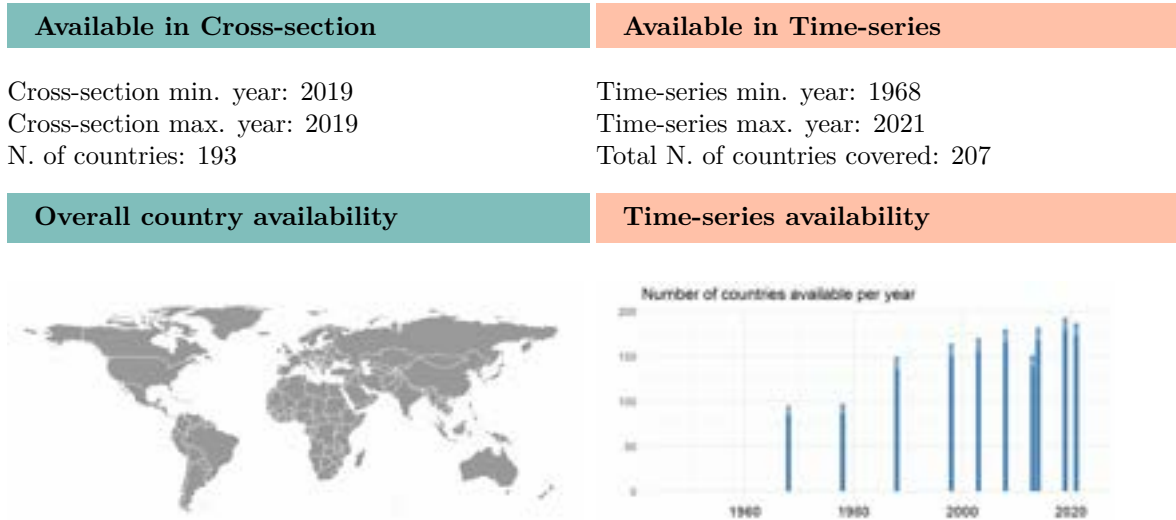 Available in Cross-section
Available in Time-series
Cross-section min. year: 2019
Cross-section max. year: 2019
N. of countries: 193
Time-series min. year: 1968
Time-series max. year: 2021
Total N. of countries covered: 207
Overall country availability
Time-series availability
Number of countries available per year
200
150
100
50
0
1960
1980
2000
2020